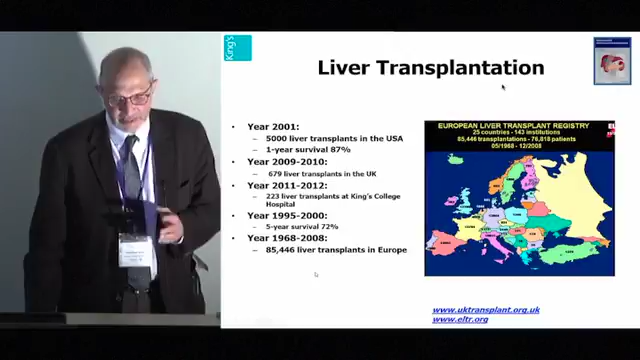 King's
Liver Transplantation
• Year 2001:
– 5000 liver transplants in the USA
– 1-year survival 87%
• Year 2009-2010:
– 679 liver transplants in the UK
• Year 2011-2012:
– 223 liver transplants at King's College
Hospital
• Year 1995-2000:
– 5-year survival 72%
• Year 1968-2008:
– 85,446 liver transplants in Europe
EUROPEAN LIVER TRANSPLANT REGISTRY
25 countries - 143 institutions
85,446 transplantations - 76,818 patients
05/1968 - 12/2008
www.uktransplant.org.uk
www.eltr.org